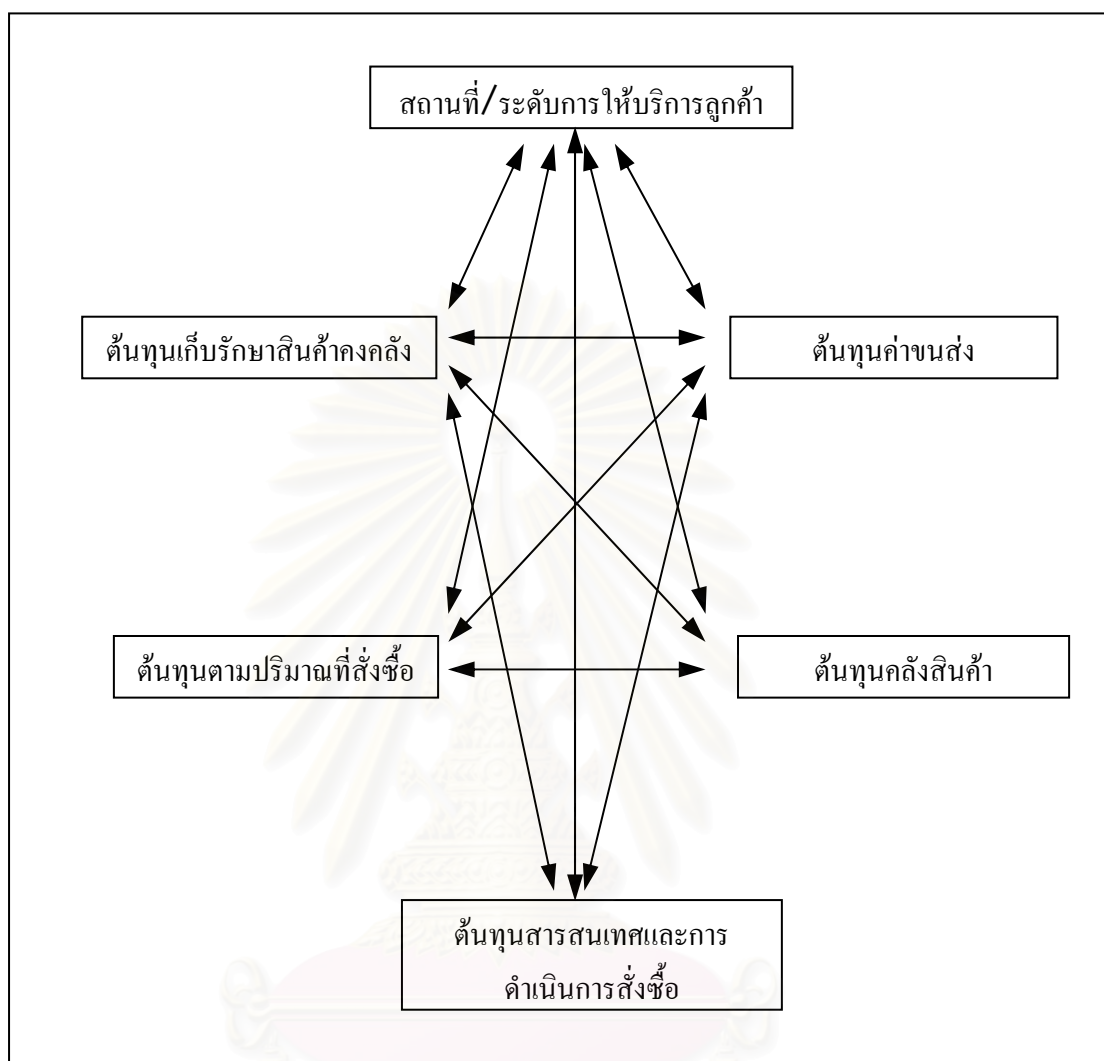 สถานที่/ระดับการให้บริการลูกค้า
ต้นทุนเก็บรักษาสินค้าคงคลัง
ต้นทุนค่าขนส่ง
ต้นทุนตามปริมาณที่สั่งซื้อ
ต้นทุนคลังสินค้า
ต้นทุนสารสนเทศและการ
ดำเนินการสั่งซื้อ